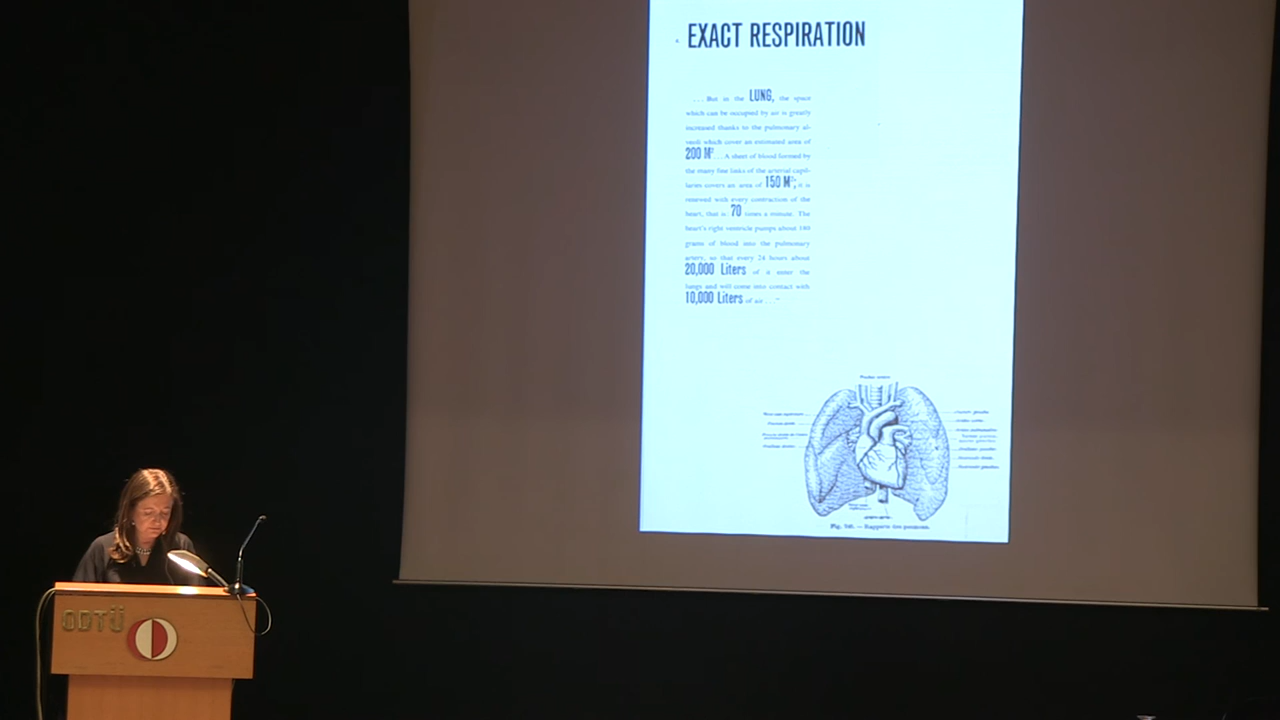 EXACT RESPIRATION
... But in the LUNG, the space
which can be occupied by air is greatly
increased thanks to the pulmonary al-
veoli which cover an estimated area of
200 M² ... A sheet of blood formed by
the many fine links of the arterial capil-
laries covers an area of 150 M², it is
renewed with every contraction of the
heart, that is 70 times a minute. The
heart's right ventricle pumps about 180
grams of blood into the pulmonary
artery, so that every 24 hours about
20,000 Liters of it enter the
lungs and will come into contact with
10,000 Liters of air ...
Fig. — Rapports des poumons.
ODTÜ